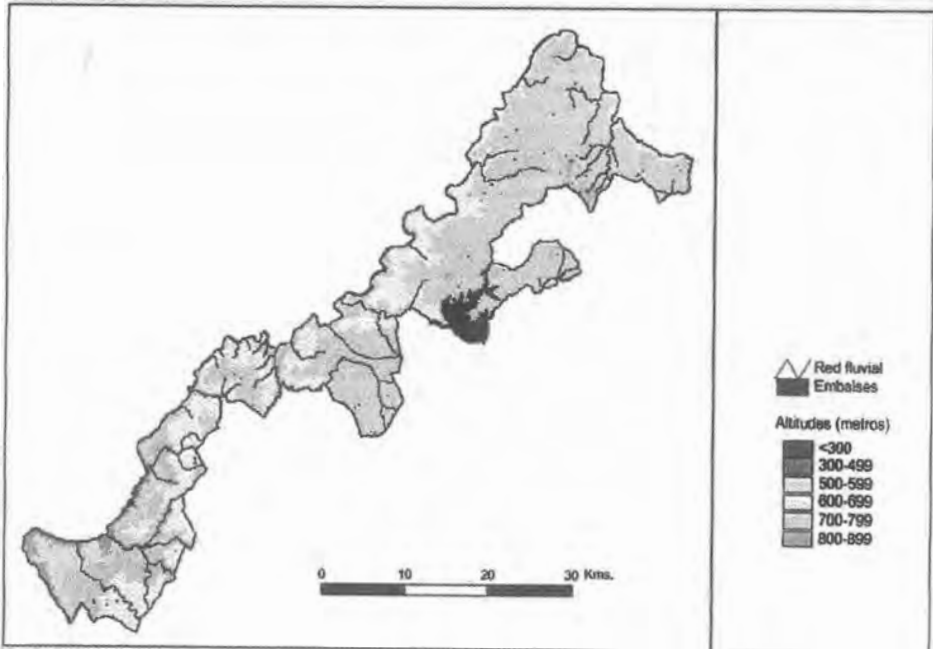 Red fluvial
Embalses
Altitudes (metros)
<300
300-499
500-599
600-699
700-799
800-899
0 10 20 30 Kms.